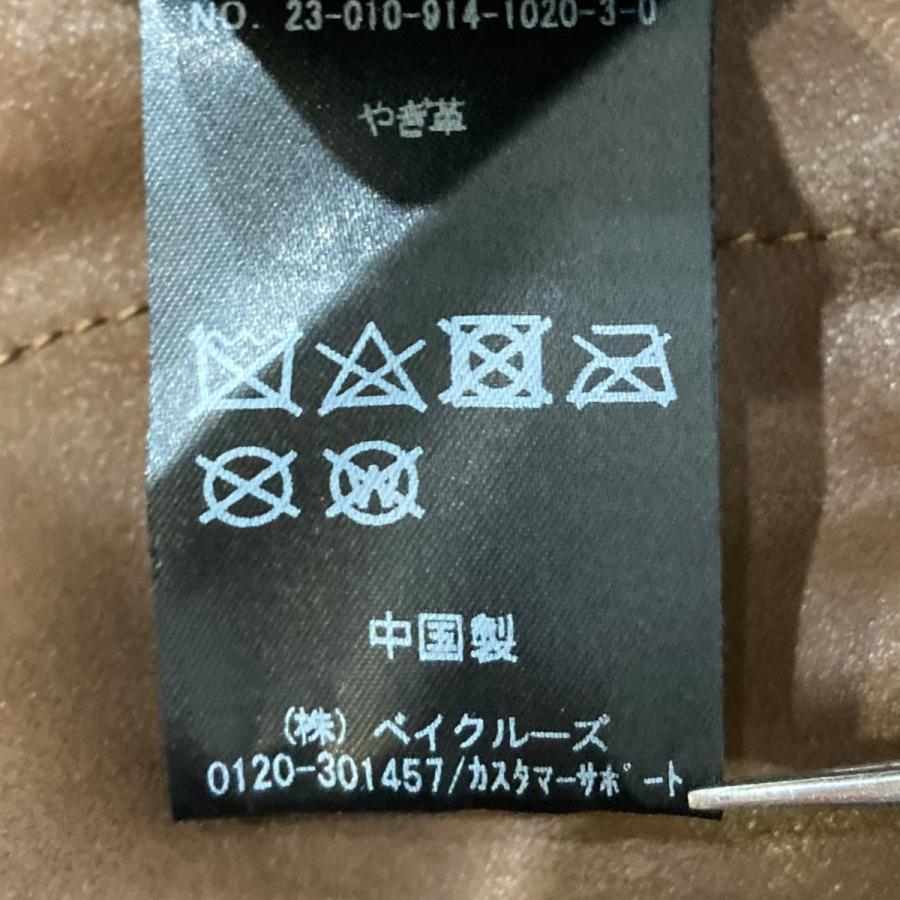 NO. 23-010-914-1020-3-0
やぎ革
中国製
(株) ベイクルーズ
0120-301457/カスタマーサポート